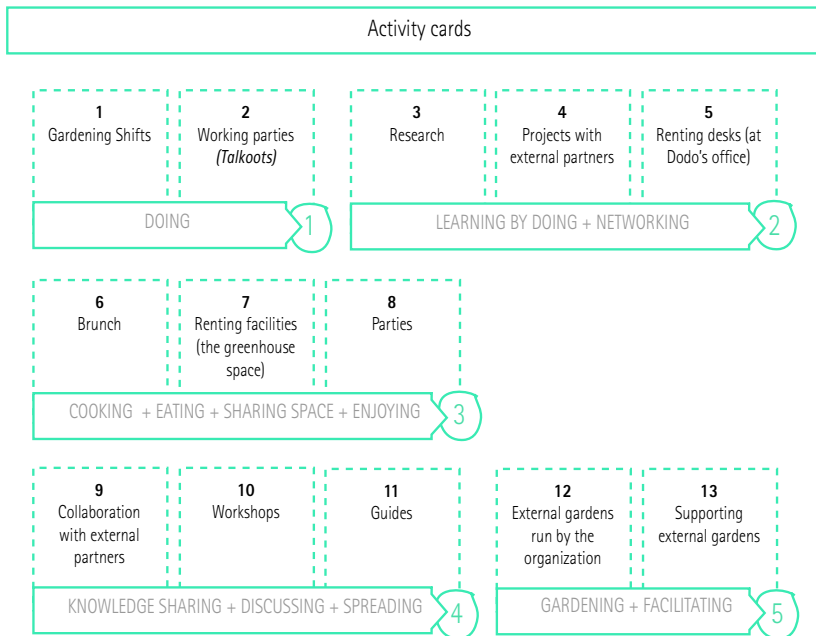 Activity cards
1
Gardening Shifts
2
Working parties
(Talkoots)
DOING
1
3
Research
4
Projects with
external partners
5
Renting desks (at
Dodo's office)
LEARNING BY DOING + NETWORKING
2
6
Brunch
7
Renting facilities
(the greenhouse
space)
8
Parties
COOKING + EATING + SHARING SPACE + ENJOYING
3
9
Collaboration
with external
partners
10
Workshops
11
Guides
KNOWLEDGE SHARING + DISCUSSING + SPREADING
4
12
External gardens
run by the
organization
13
Supporting
external gardens
GARDENING + FACILITATING
5